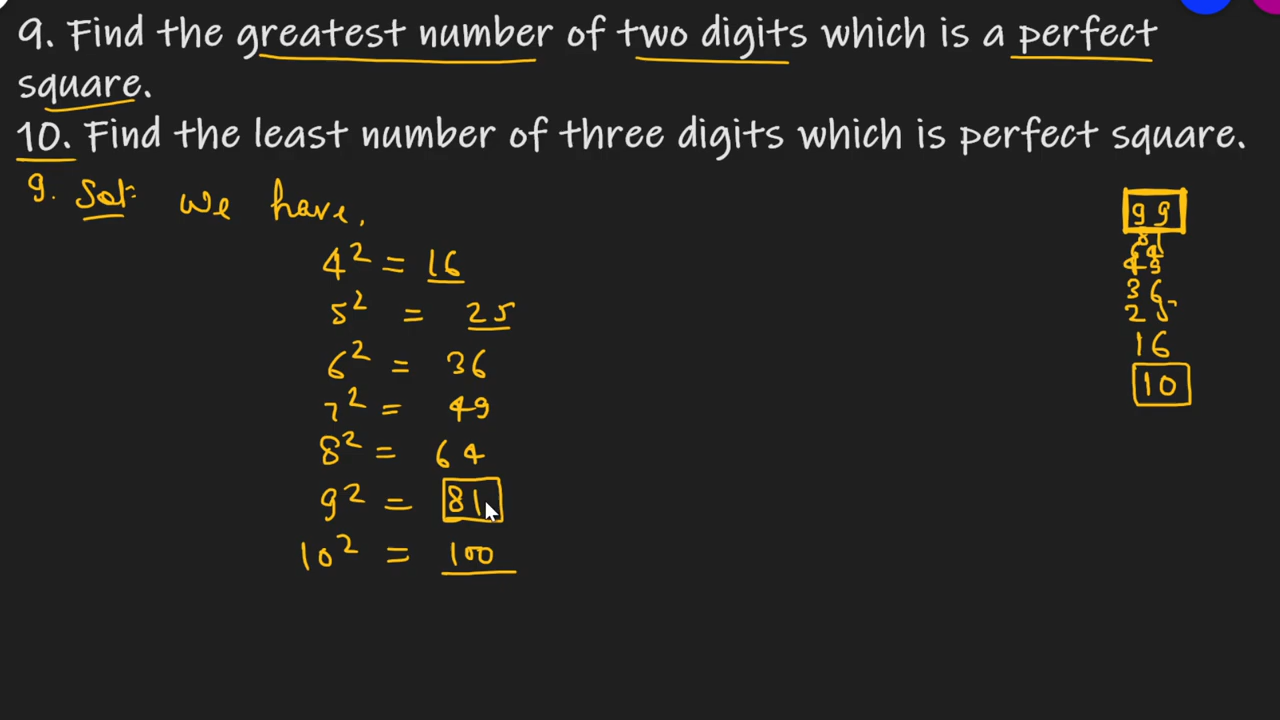 9. Find the greatest number of two digits which is a perfect
square.
10. Find the least number of three digits which is perfect square.
9. Sol: we have,
4² = 16
5² = 25
6² = 36
7² = 49
8² = 64
9² = 81
10² = 100
99
49
36
25
16
10